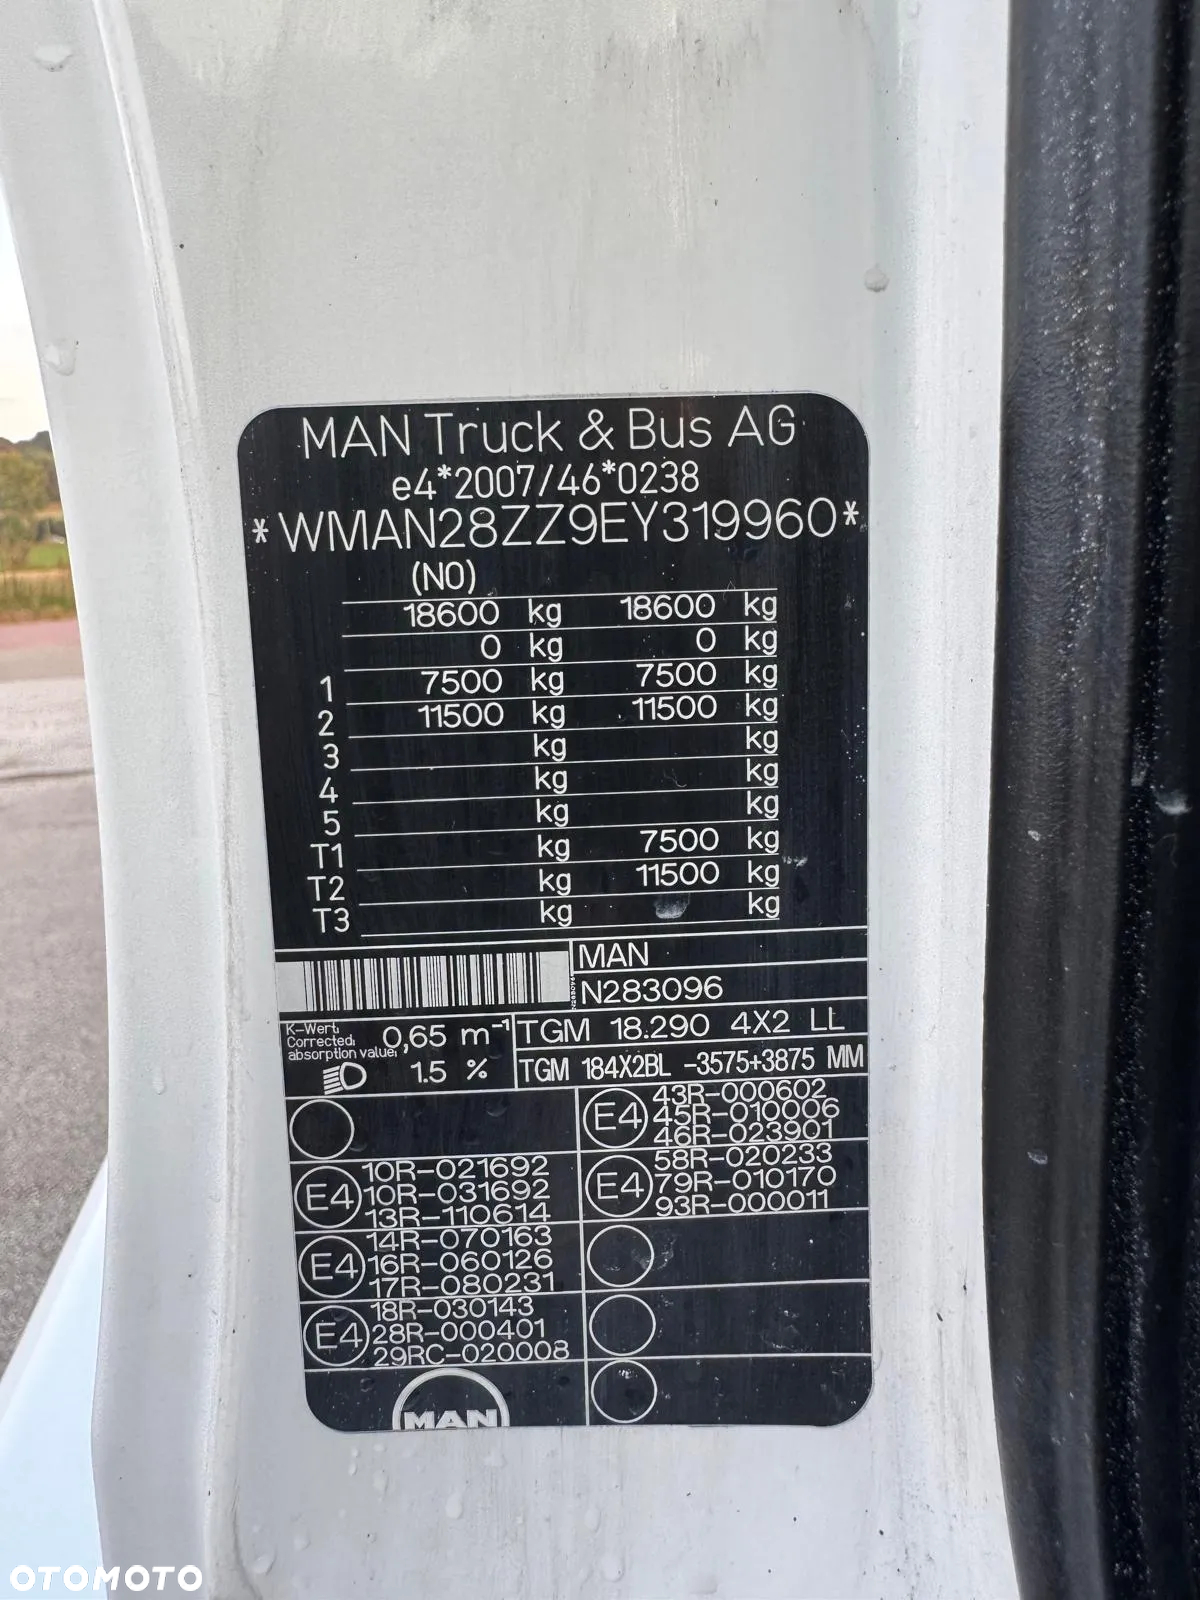 MAN Truck & Bus AG
e4*2007/46*0238
*WMAN28ZZ9EY319960*
(NO)
18600 kg 18600 kg
0 kg 0 kg
1 7500 kg 7500 kg
2 11500 kg 11500 kg
3 kg kg
4 kg kg
5 kg kg
T1 kg 7500 kg
T2 kg 11500 kg
T3 kg kg
MAN
N283096
N283096
K-Wert:
Corrected:
absorption value:
0,65 m-1
1.5 %
TGM 18.290 4X2 LL
TGM 184X2BL -3575+3875 MM
E4
43R-000602
45R-010006
46R-023901
E4
10R-021692
10R-031692
13R-110614
E4
58R-020233
79R-010170
93R-000011
E4
14R-070163
16R-060126
17R-080231
E4
18R-030143
28R-000401
29RC-020008
MAN
OTOMOTO